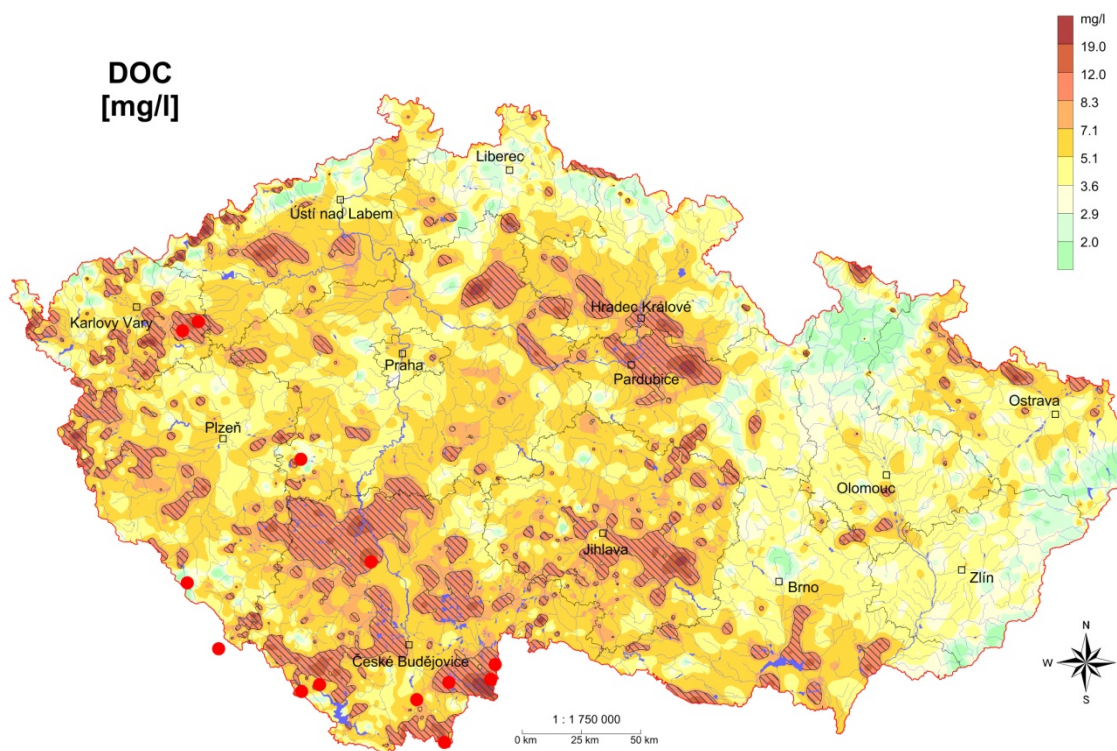 DOC
[mg/l]
mg/l
19.0
12.0
8.3
7.1
5.1
3.6
2.9
2.0
Liberec
Ústí nad Labem
Karlovy Vary
Hradec Králové
Praha
Pardubice
Plzeň
Ostrava
Olomouc
Jihlava
Zlín
Brno
České Budějovice
N
W
E
S
1 : 1 750 000
0 km 25 km 50 km